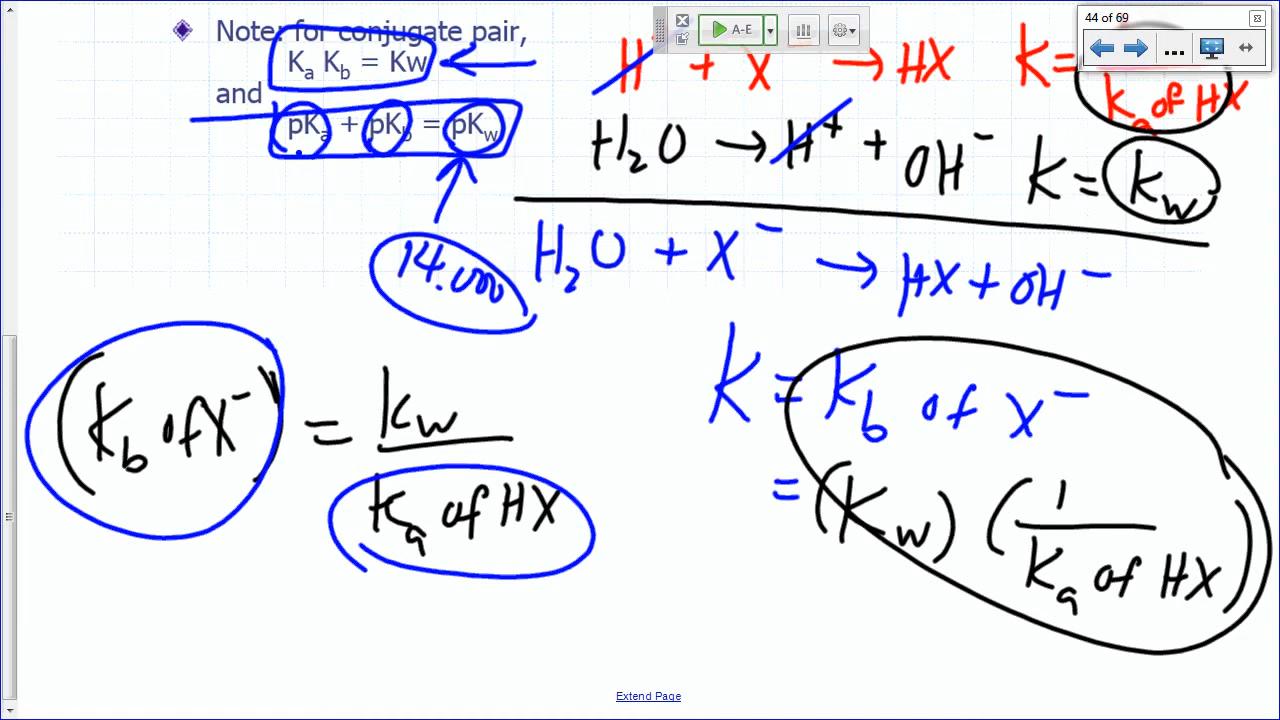 44 of 69
A-E
Note: for conjugate pair,
Ka Kb = Kw
and
pKa + pKb = pKw
14.000
H+ + X → HX K =
Ka of HX
H2O → H+ + OH- K = Kw
H2O + X- → HX + OH-
K = Kb of X-
= (Kw) (1 / Ka of HX)
(Kb of X-) = Kw
Ka of HX
Extend Page